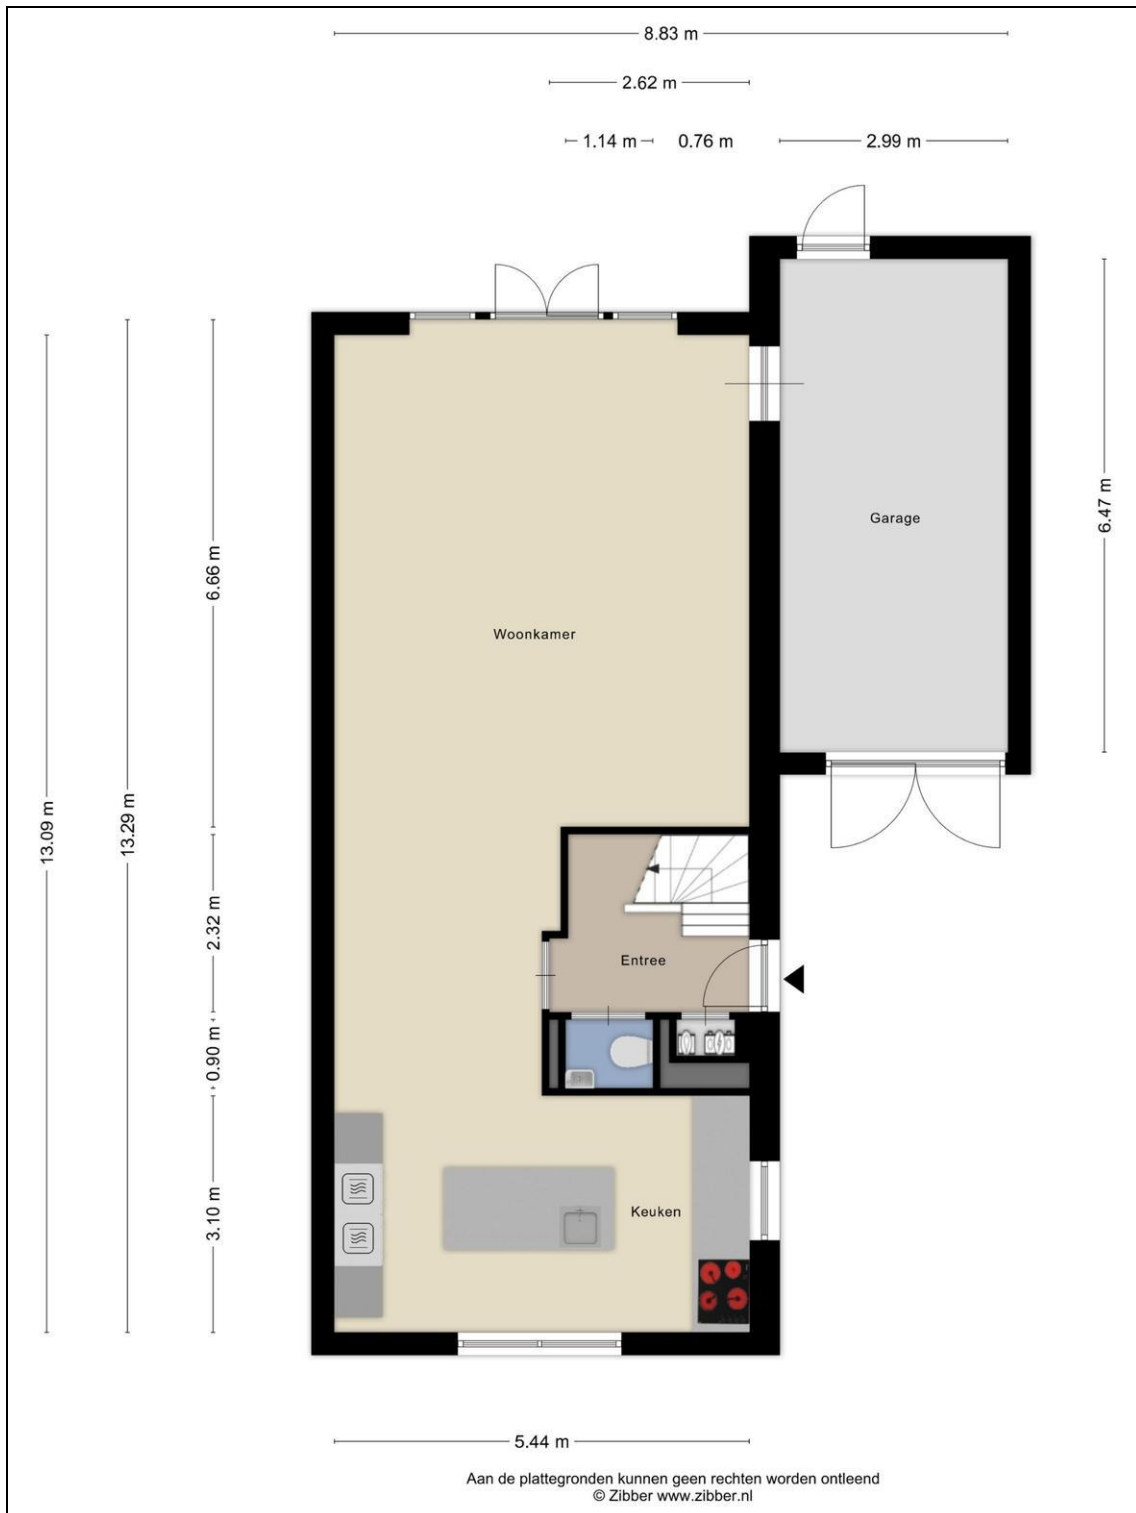 8.83 m
2.62 m
1.14 m
0.76 m
2.99 m
6.47 m
Garage
6.66 m
Woonkamer
13.09 m
13.29 m
2.32 m
Entree
0.90 m
3.10 m
Keuken
5.44 m
Aan de plattegronden kunnen geen rechten worden ontleend
© Zibber www.zibber.nl